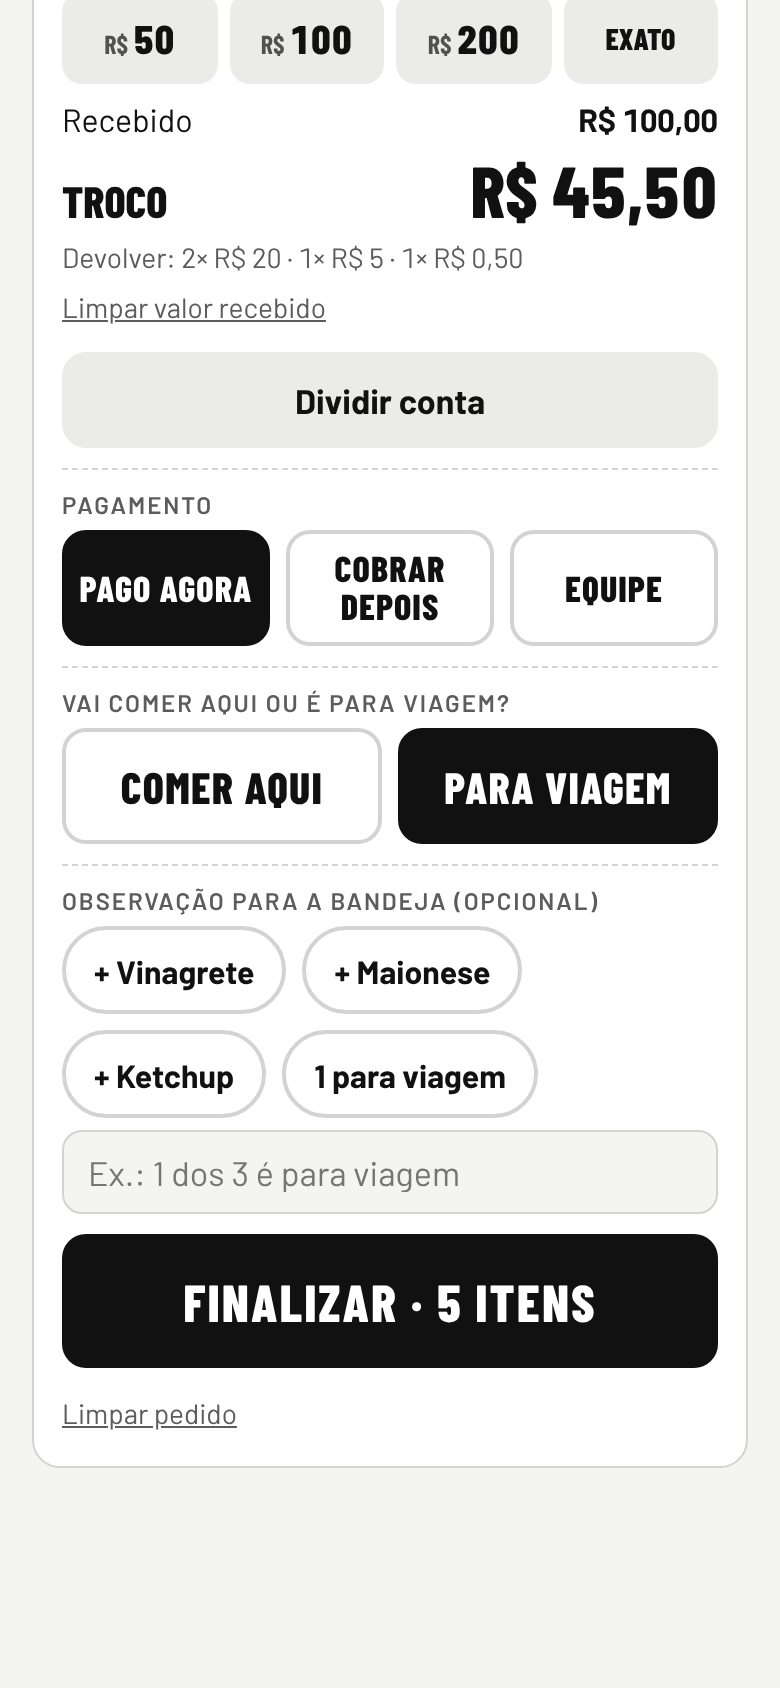 R$ 50 R$ 100 R$ 200 EXATO
Recebido R$ 100,00
TROCO R$ 45,50
Devolver: 2× R$ 20 · 1× R$ 5 · 1× R$ 0,50
Limpar valor recebido
Dividir conta
PAGAMENTO
PAGO AGORA
COBRAR
DEPOIS
EQUIPE
VAI COMER AQUI OU É PARA VIAGEM?
COMER AQUI PARA VIAGEM
OBSERVAÇÃO PARA A BANDEJA (OPCIONAL)
+ Vinagrete + Maionese
+ Ketchup 1 para viagem
Ex.: 1 dos 3 é para viagem
FINALIZAR · 5 ITENS
Limpar pedido